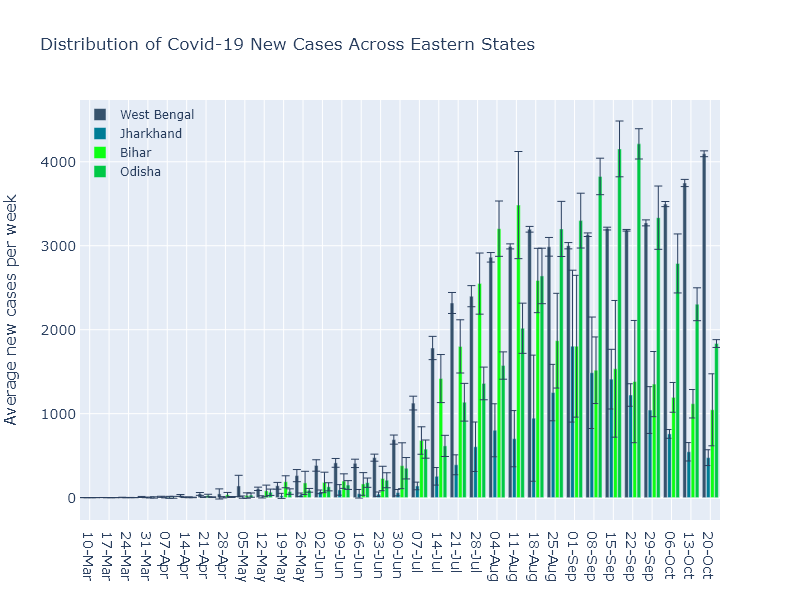 Distribution of Covid-19 New Cases Across Eastern States
West Bengal
Jharkhand
Bihar
Odisha
Average new cases per week
4000
3000
2000
1000
0
10-Mar
17-Mar
24-Mar
31-Mar
07-Apr
14-Apr
21-Apr
28-Apr
05-May
12-May
19-May
26-May
02-Jun
09-Jun
16-Jun
23-Jun
30-Jun
07-Jul
14-Jul
21-Jul
28-Jul
04-Aug
11-Aug
18-Aug
25-Aug
01-Sep
08-Sep
15-Sep
22-Sep
29-Sep
06-Oct
13-Oct
20-Oct